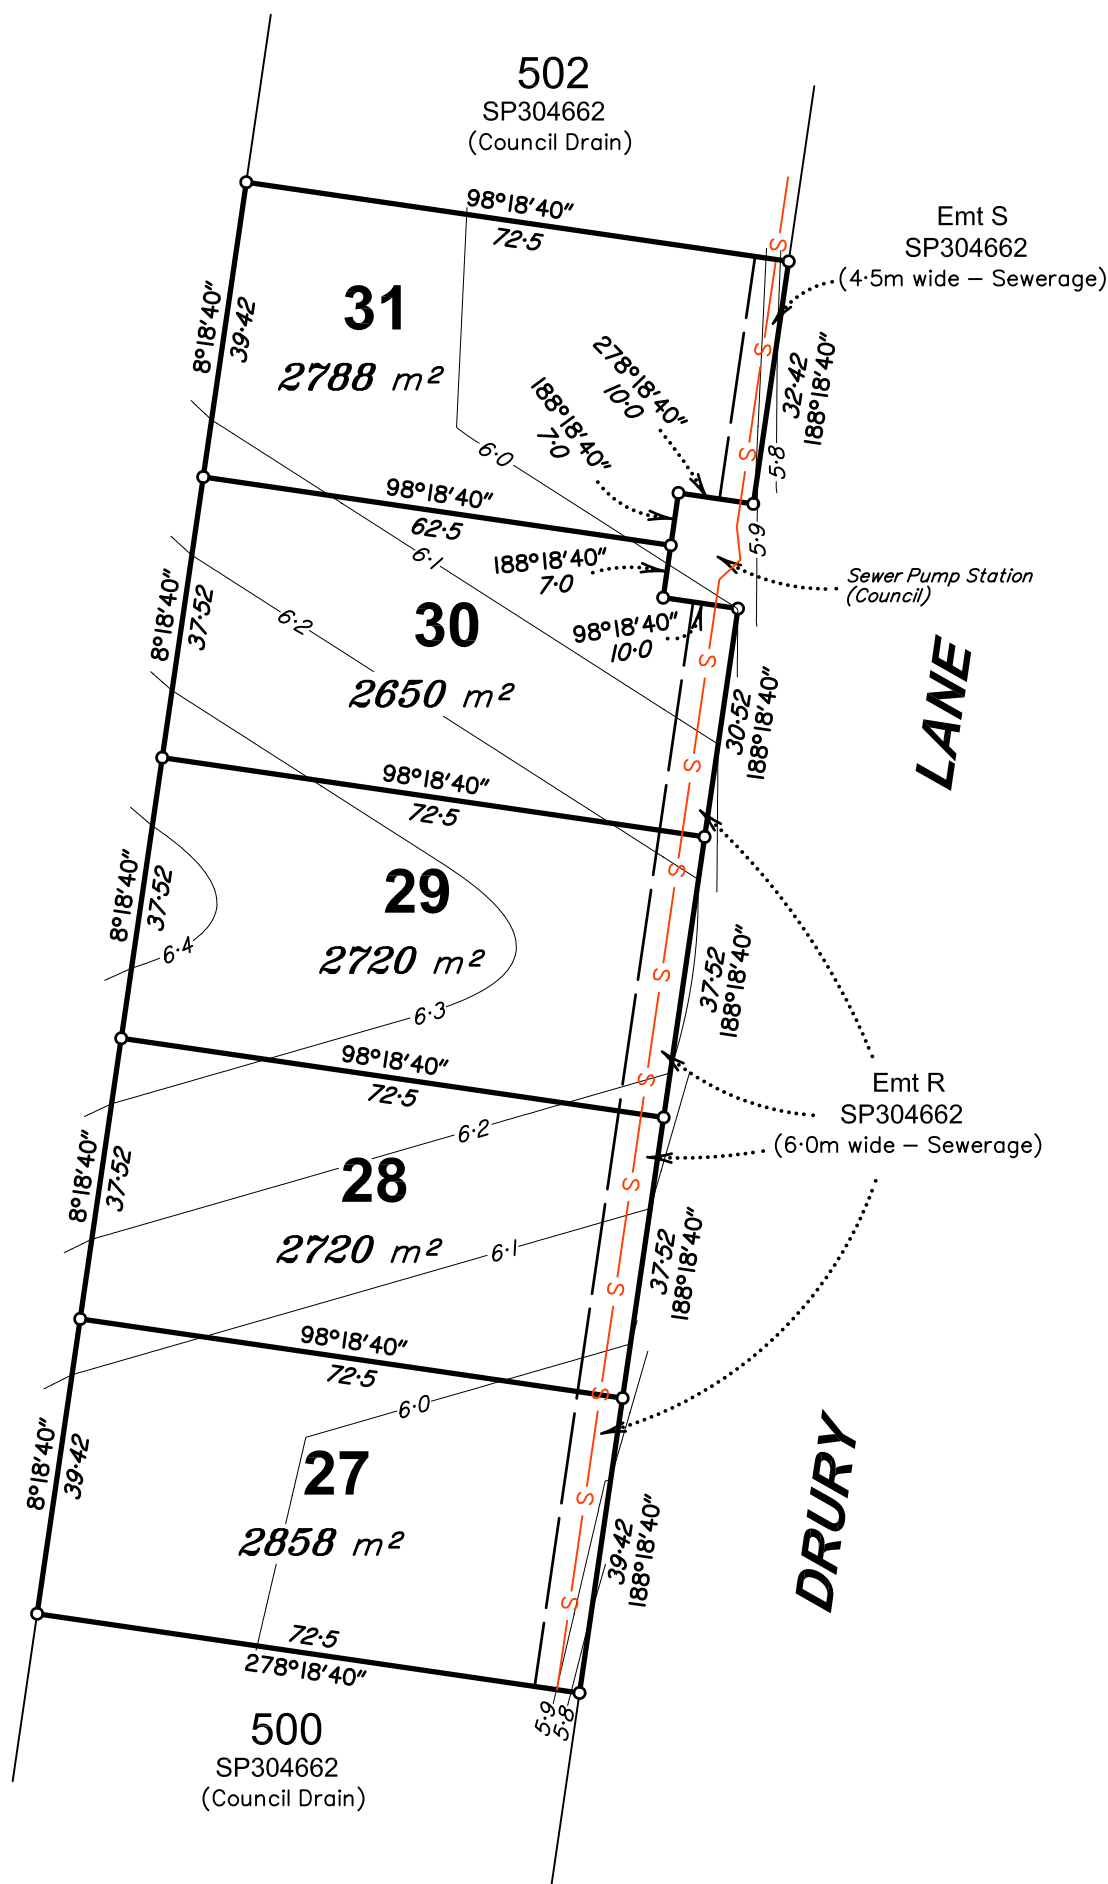 502
SP304662
(Council Drain)
Emt S
SP304662
(4·5m wide – Sewerage)
98°18'40"
72·5
S
8°18'40"
39·42
31
2788 m²
S
32·42
188°18'40"
278°18'40"
10·0
188°18'40"
7·0
6·0
S
5·8
98°18'40"
62·5
5·9
6·1
188°18'40"
7·0
Sewer Pump Station
(Council)
8°18'40"
37·52
6·2
30
2650 m²
98°18'40"
10·0
S
30·52
188°18'40"
LANE
98°18'40"
72·5
S
8°18'40"
37·52
29
2720 m²
S
6·4
6·3
S
37·52
188°18'40"
98°18'40"
72·5
S
Emt R
SP304662
(6·0m wide – Sewerage)
8°18'40"
37·52
6·2
28
2720 m²
6·1
S
37·52
188°18'40"
S
98°18'40"
72·5
S
6·0
8°18'40"
39·42
27
2858 m²
S
39·42
188°18'40"
DRURY
S
72·5
278°18'40"
5·9
5·8
500
SP304662
(Council Drain)